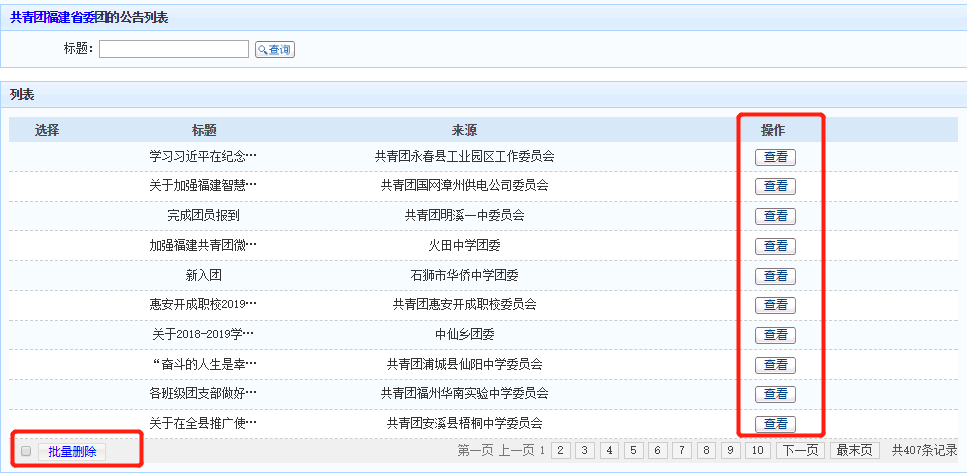 共青团福建省委团的公告列表
标题： 查询
列表
选择 标题 来源 操作
学习习近平在纪念… 共青团永春县工业园区工作委员会 查看
关于加强福建智慧… 共青团国网漳州供电公司委员会 查看
完成团员报到 共青团明溪一中委员会 查看
加强福建共青团微… 火田中学团委 查看
新入团 石狮市华侨中学团委 查看
惠安开成职校2019… 共青团惠安开成职校委员会 查看
关于2018-2019学… 中仙乡团委 查看
“奋斗的人生是幸… 共青团浦城县仙阳中学委员会 查看
各班级团支部做好… 共青团福州华南实验中学委员会 查看
关于在全县推广使… 共青团安溪县梧桐中学委员会 查看
批量删除 第一页 上一页 1 2 3 4 5 6 7 8 9 10 下一页 最末页 共407条记录